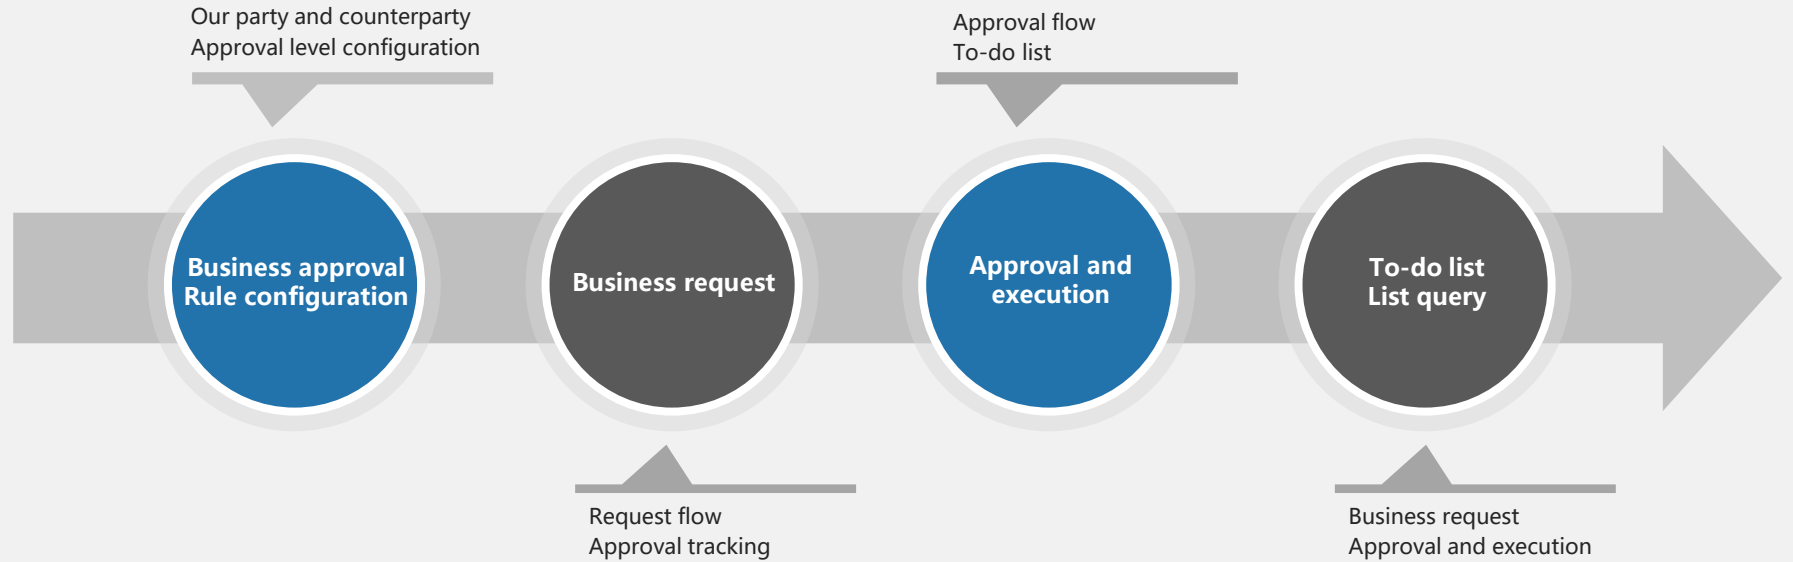 Our party and counterparty
Approval level configuration
Approval flow
To-do list
Business approval
Rule configuration
Business request
Approval and
execution
To-do list
List query
Request flow
Approval tracking
Business request
Approval and execution